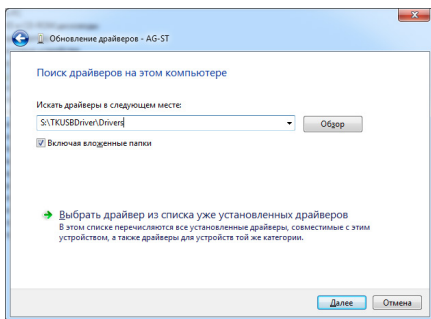 Обновление драйверов - AG-ST
Поиск драйверов на этом компьютере
Искать драйверы в следующем месте:
S:\TKUSBDriver\Drivers
Обзор
Включая вложенные папки
Выбрать драйвер из списка уже установленных драйверов
В этом списке перечисляются все установленные драйверы, совместимые с этим
устройством, а также драйверы для устройств той же категории.
Далее
Отмена